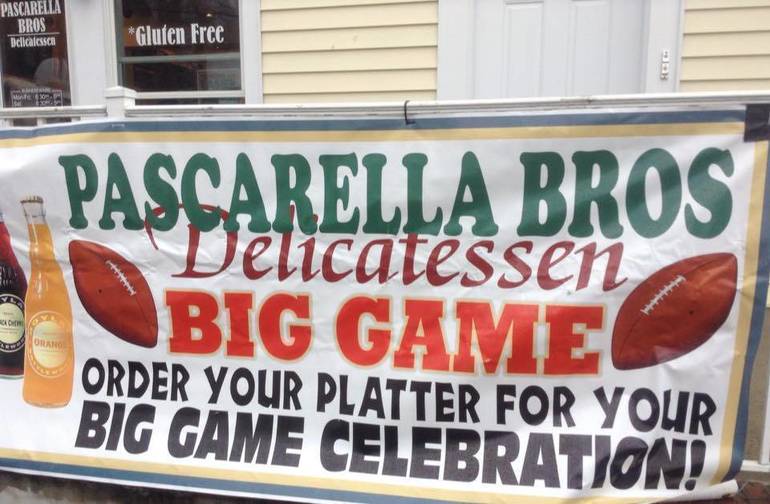 PASCARELLA
BROS
Delicatessen
*Gluten Free
PASCARELLA BROS
Delicatessen
BIG GAME
ORDER YOUR PLATTER FOR YOUR
BIG GAME CELEBRATION!
ORANGE